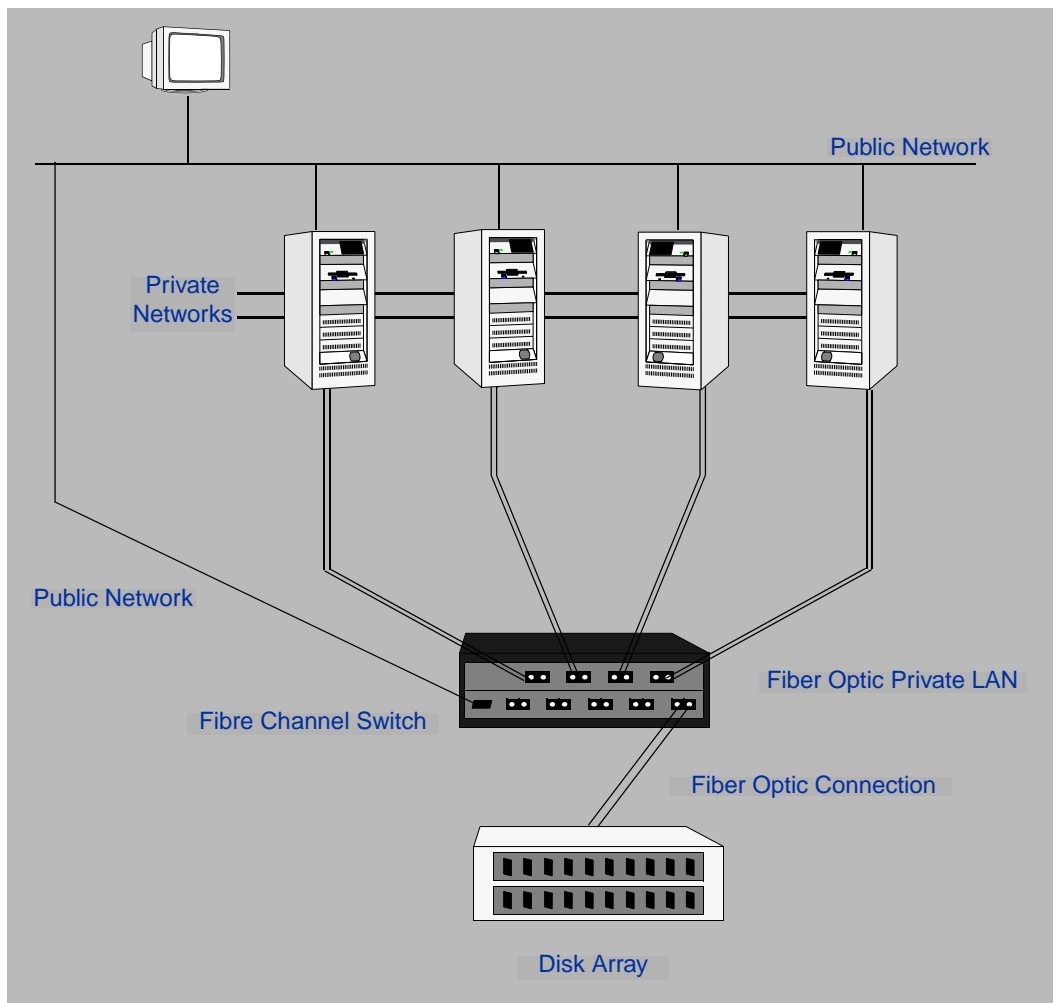 Public Network
Private
Networks
Public Network
Fiber Optic Private LAN
Fibre Channel Switch
Fiber Optic Connection
Disk Array